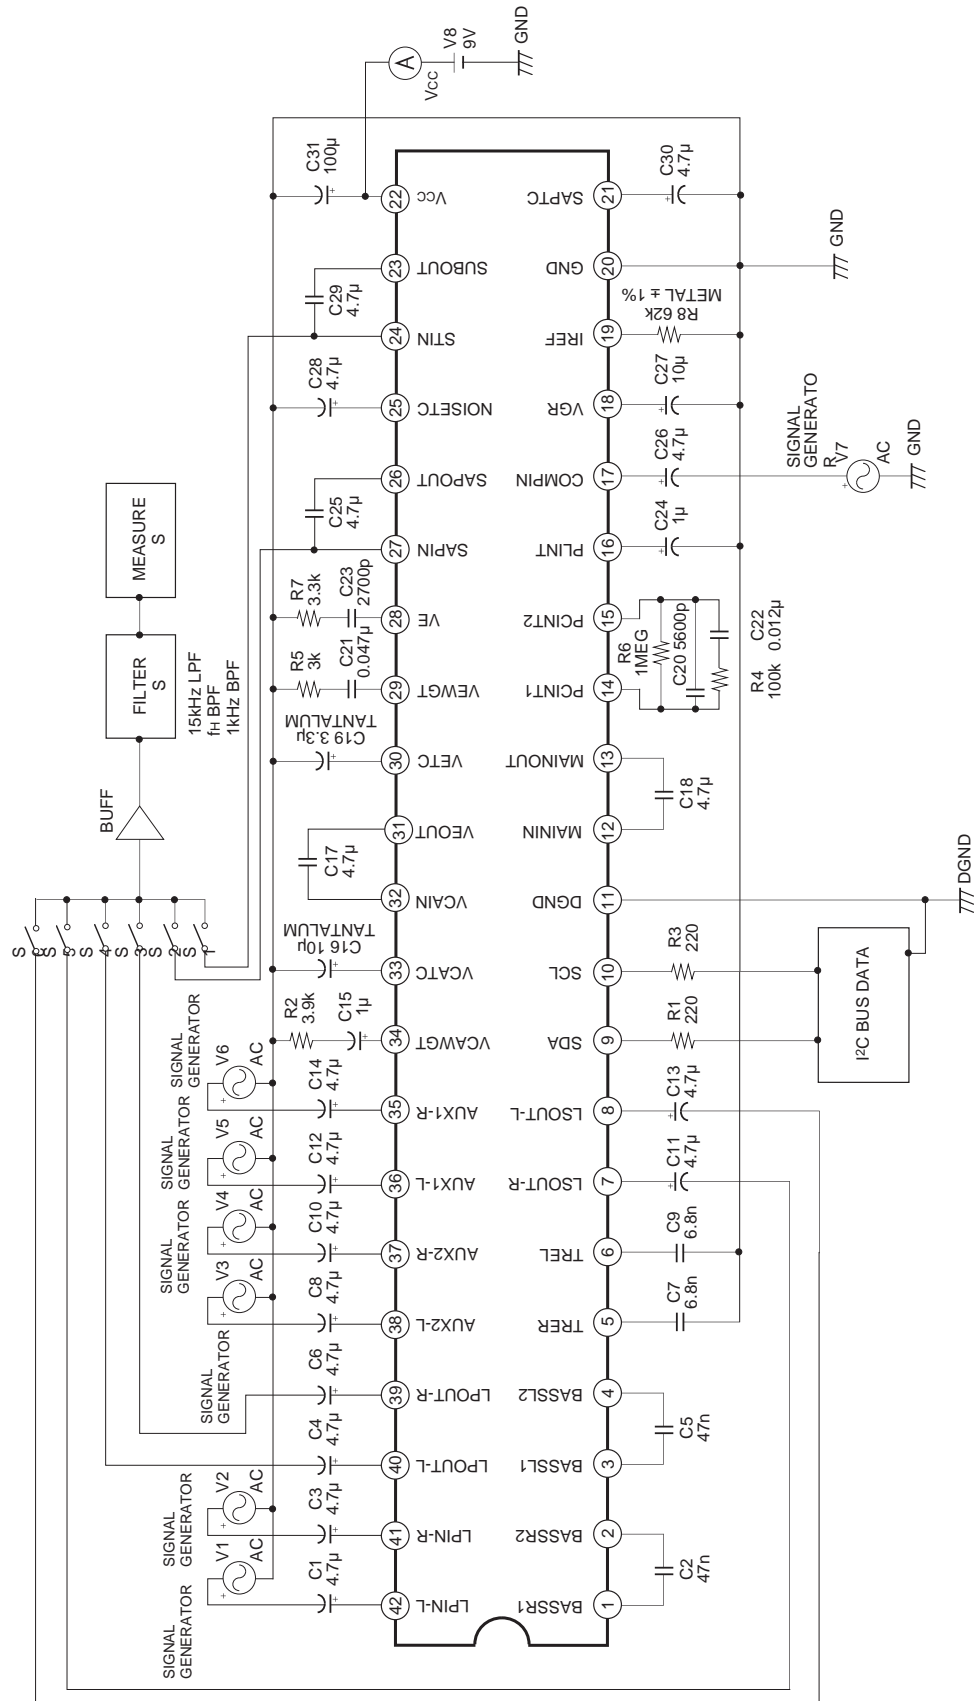 GND
V8
9V
A
Vcc
C31
100μ
22
Vcc
21
SAPTC
C30
4.7μ
23
SUBOUT
C29
4.7μ
20
GND
GND
24
STIN
19
IREF
R8 62k
METAL ± 1%
C28
4.7μ
25
NOISETC
18
VGR
C27
10μ
26
SAPOUT
C25
4.7μ
17
COMPIN
C26
4.7μ
SIGNAL
GENERATO
R
V7
AC
GND
27
SAPIN
16
PLINT
C24
1μ
MEASURE
S
FILTER
S
15kHz LPF
fH BPF
1kHz BPF
BUFF
R7
3.3k
C23
2700p
28
VE
15
PCINT2
R6
1MEG
C20 5600p
C22
0.012μ
R4
100k
R5
3k
C21
0.047μ
29
VEWGT
14
PCINT1
C19 3.3μ
TANTALUM
30
VETC
13
MAINOUT
C18
4.7μ
31
VEOUT
12
MAININ
C17
4.7μ
32
VCAIN
11
DGND
DGND
S
S
5
S
4
S
3
S
2
S
1
C16 10μ
TANTALUM
33
VCATC
10
SCL
R3
220
R2
3.9k
C15
1μ
34
VCAWGT
9
SDA
R1
220
I²C BUS DATA
SIGNAL
GENERATOR
V6
AC
C14
4.7μ
35
AUX1-R
8
LSOUT-L
C13
4.7μ
SIGNAL
GENERATOR
V5
AC
C12
4.7μ
36
AUX1-L
7
LSOUT-R
C11
4.7μ
SIGNAL
GENERATOR
V4
AC
C10
4.7μ
37
AUX2-R
6
TREL
C9
6.8n
SIGNAL
GENERATOR
V3
AC
C8
4.7μ
38
AUX2-L
5
TRER
C7
6.8n
C6
4.7μ
39
LPOUT-R
4
BASSL2
C5
47n
C4
4.7μ
40
LPOUT-L
3
BASSL1
SIGNAL
GENERATOR
V2
AC
C3
4.7μ
41
LPIN-R
2
BASSR2
C2
47n
SIGNAL
GENERATOR
V1
AC
C1
4.7μ
42
LPIN-L
1
BASSR1